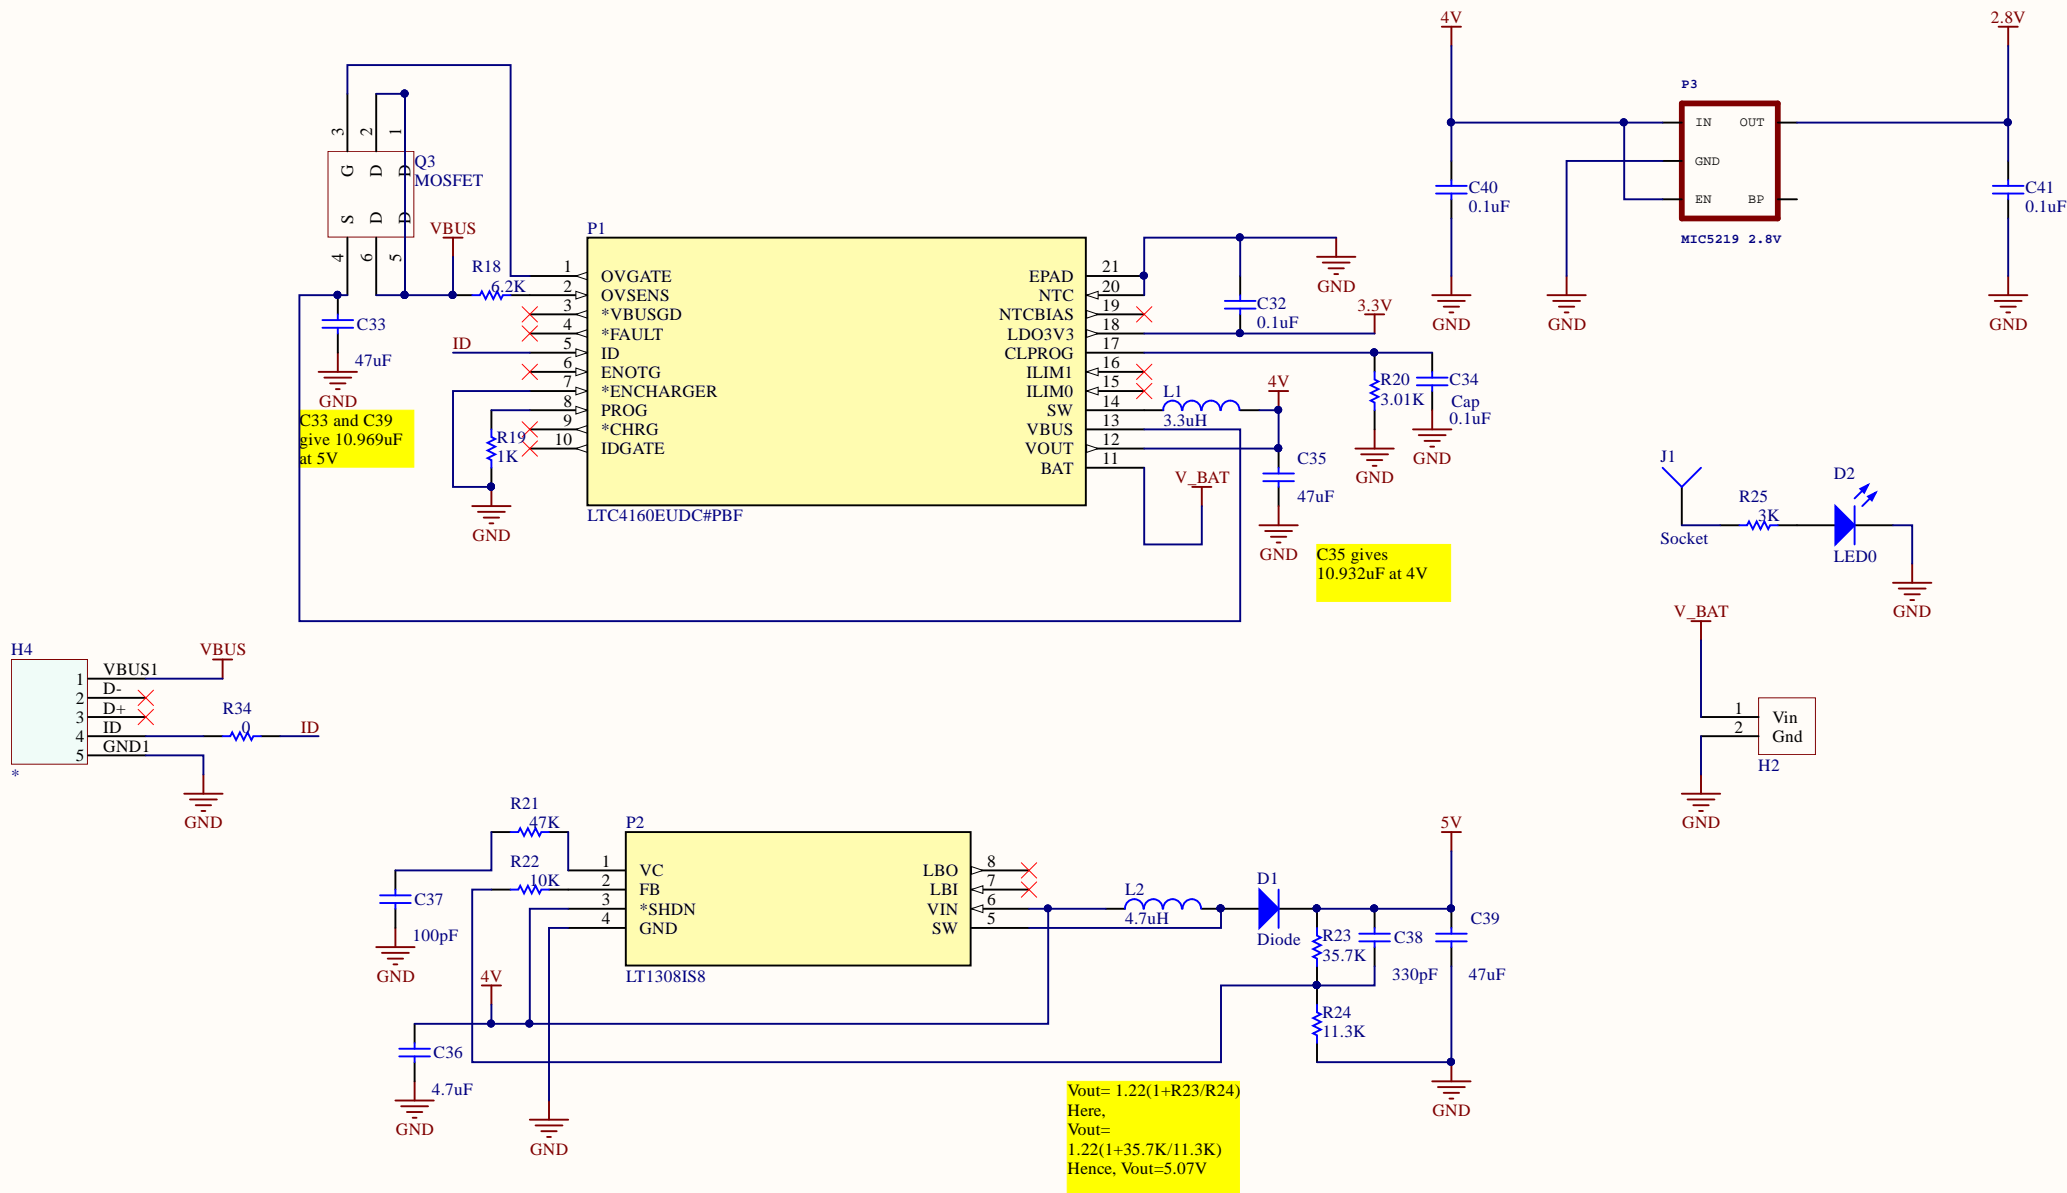 4V
2.8V
P3
IN
OUT
GND
EN
BP
MIC5219 2.8V
C40
0.1uF
C41
0.1uF
GND
GND
GND
3
2
1
G
D
D
S
D
D
4
6
5
Q3
MOSFET
VBUS
R18
6.2K
C33
47uF
GND
C33 and C39
give 10.969uF
at 5V
ID
R19
1K
GND
P1
1 OVGATE
2 OVSENS
3 *VBUSGD
4 *FAULT
5 ID
6 ENOTG
7 *ENCHARGER
8 PROG
9 *CHRG
10 IDGATE
EPAD 21
NTC 20
NTCBIAS 19
LDO3V3 18
CLPROG 17
ILIM1 16
ILIM0 15
SW 14
VBUS 13
VOUT 12
BAT 11
LTC4160EUDC#PBF
GND
C32
0.1uF
3.3V
R20
3.01K
GND
C34
Cap
0.1uF
GND
L1
3.3uH
4V
C35
47uF
GND
V_BAT
C35 gives
10.932uF at 4V
J1
Socket
R25
3K
D2
LED0
GND
V_BAT
1 Vin
2 Gnd
H2
GND
H4
1 VBUS1
2 D-
3 D+
4 ID
5 GND1
*
VBUS
R34
0
ID
GND
R21
47K
R22
10K
C37
100pF
GND
4V
C36
4.7uF
GND
GND
P2
1 VC
2 FB
3 *SHDN
4 GND
LBO 8
LBI 7
VIN 6
SW 5
LT1308IS8
L2
4.7uH
D1
Diode
5V
R23
35.7K
C38
330pF
C39
47uF
R24
11.3K
GND
Vout= 1.22(1+R23/R24)
Here,
Vout=
1.22(1+35.7K/11.3K)
Hence, Vout=5.07V